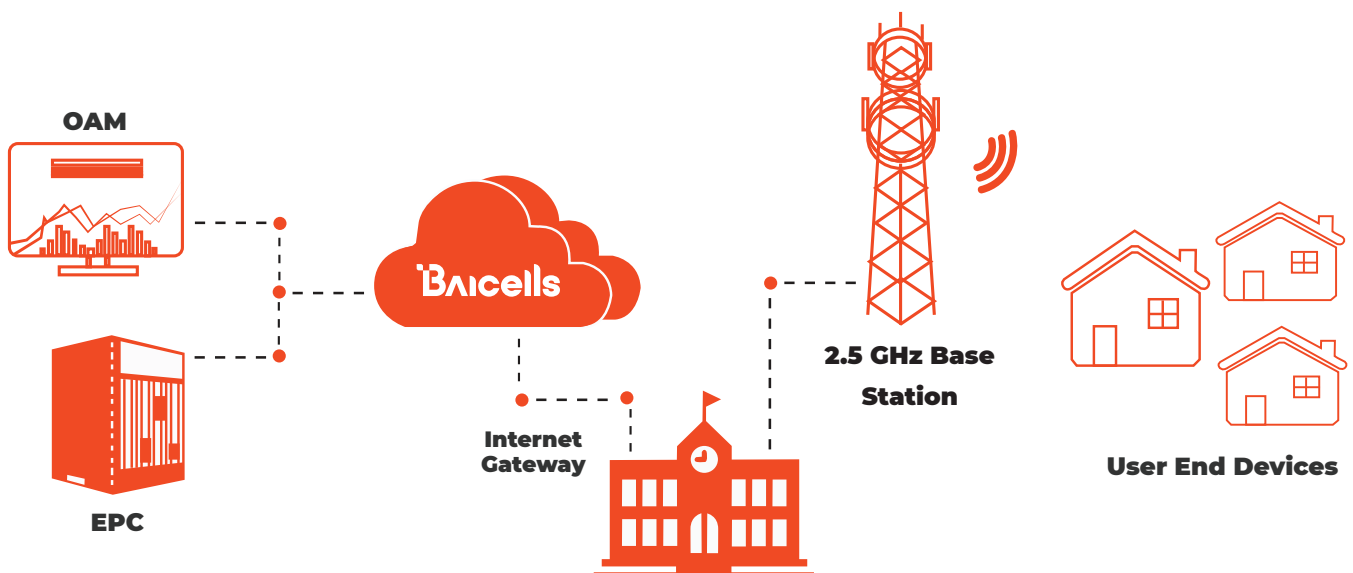 OAM
Baicells
EPC
Internet
Gateway
2.5 GHz Base
Station
User End Devices